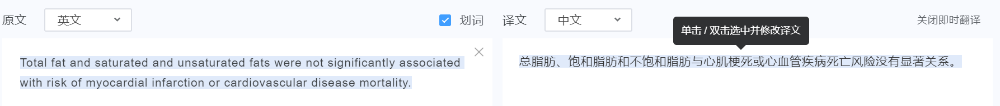 原文 英文 划词 译文 中文 关闭即时翻译
单击 / 双击选中并修改译文
Total fat and saturated and unsaturated fats were not significantly associated
with risk of myocardial infarction or cardiovascular disease mortality.
总脂肪、饱和脂肪和不饱和脂肪与心肌梗死或心血管疾病死亡风险没有显著关系。